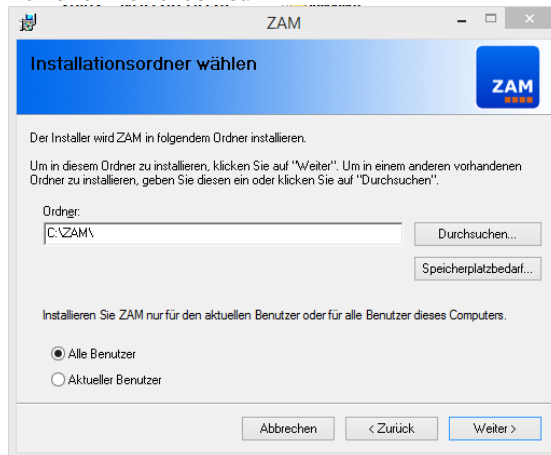 ZAM
Installationsordner wählen
ZAM
Der Installer wird ZAM in folgendem Ordner installieren.
Um in diesem Ordner zu installieren, klicken Sie auf "Weiter". Um in einem anderen vorhandenen
Ordner zu installieren, geben Sie diesen ein oder klicken Sie auf "Durchsuchen".
Ordner:
C:\ZAM\
Durchsuchen...
Speicherplatzbedarf...
Installieren Sie ZAM nur für den aktuellen Benutzer oder für alle Benutzer dieses Computers.
Alle Benutzer
Aktueller Benutzer
Abbrechen
< Zurück
Weiter >